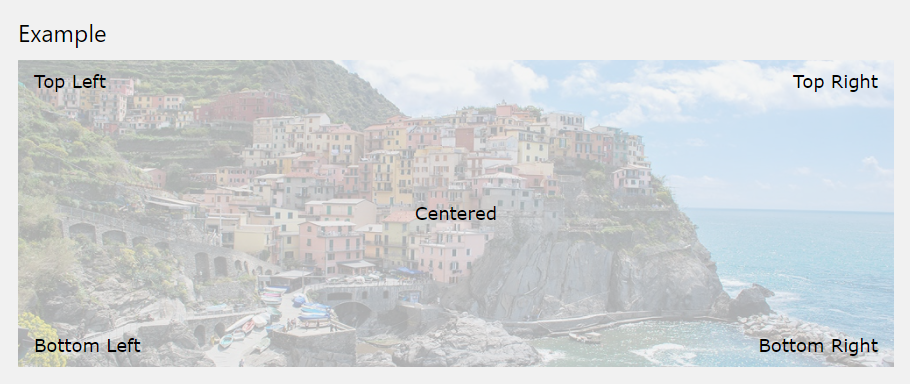 Example
Top Left
Top Right
Centered
Bottom Left
Bottom Right